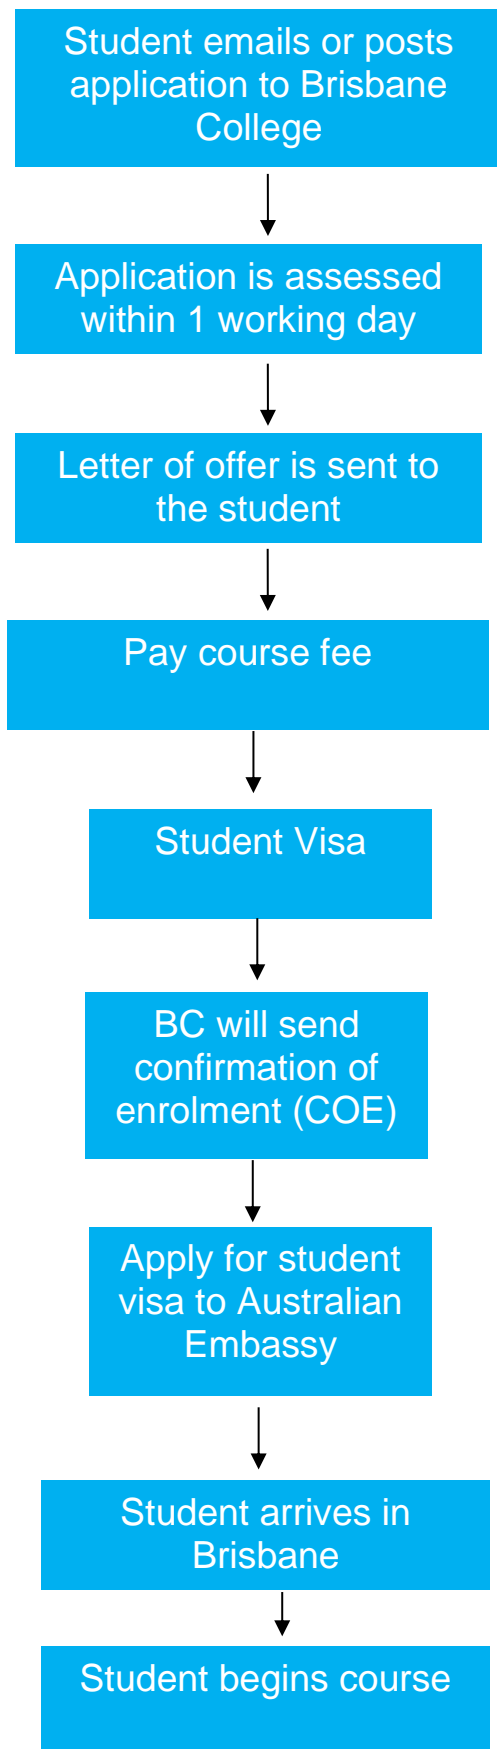 Student emails or posts
application to Brisbane
College
Application is assessed
within 1 working day
Letter of offer is sent to
the student
Pay course fee
Student Visa
BC will send
confirmation of
enrolment (COE)
Apply for student
visa to Australian
Embassy
Student arrives in
Brisbane
Student begins course